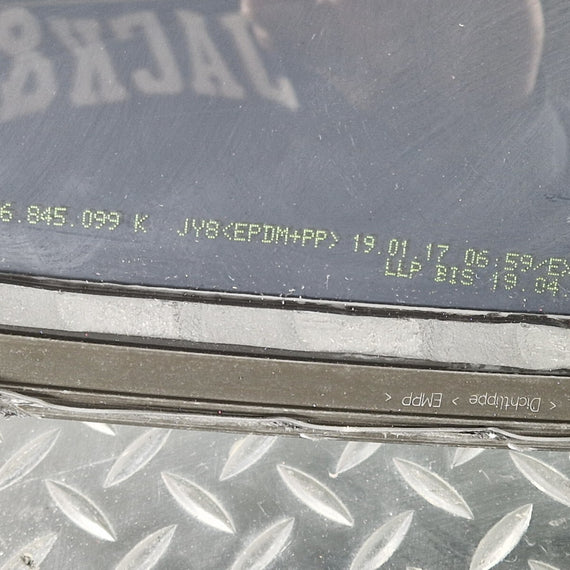 JACK&
6.845.099 K JY8<EPDM+PP> 19.01.17 06:59/EX
LLP BIS 19 04
> Dichtlippe > EMPP <